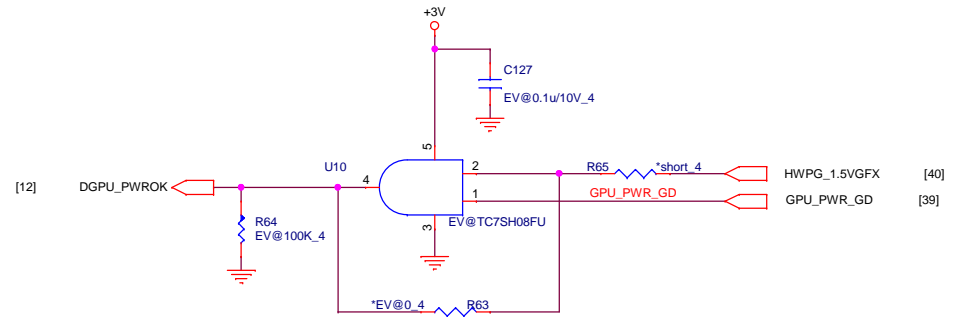 +3V
C127
EV@0.1u/10V_4
5
U10
2
R65
*short_4
HWPG_1.5VGFX
[40]
[12]
DGPU_PWROK
4
1
GPU_PWR_GD
GPU_PWR_GD
[39]
R64
EV@100K_4
3
EV@TC7SH08FU
*EV@0_4
R63